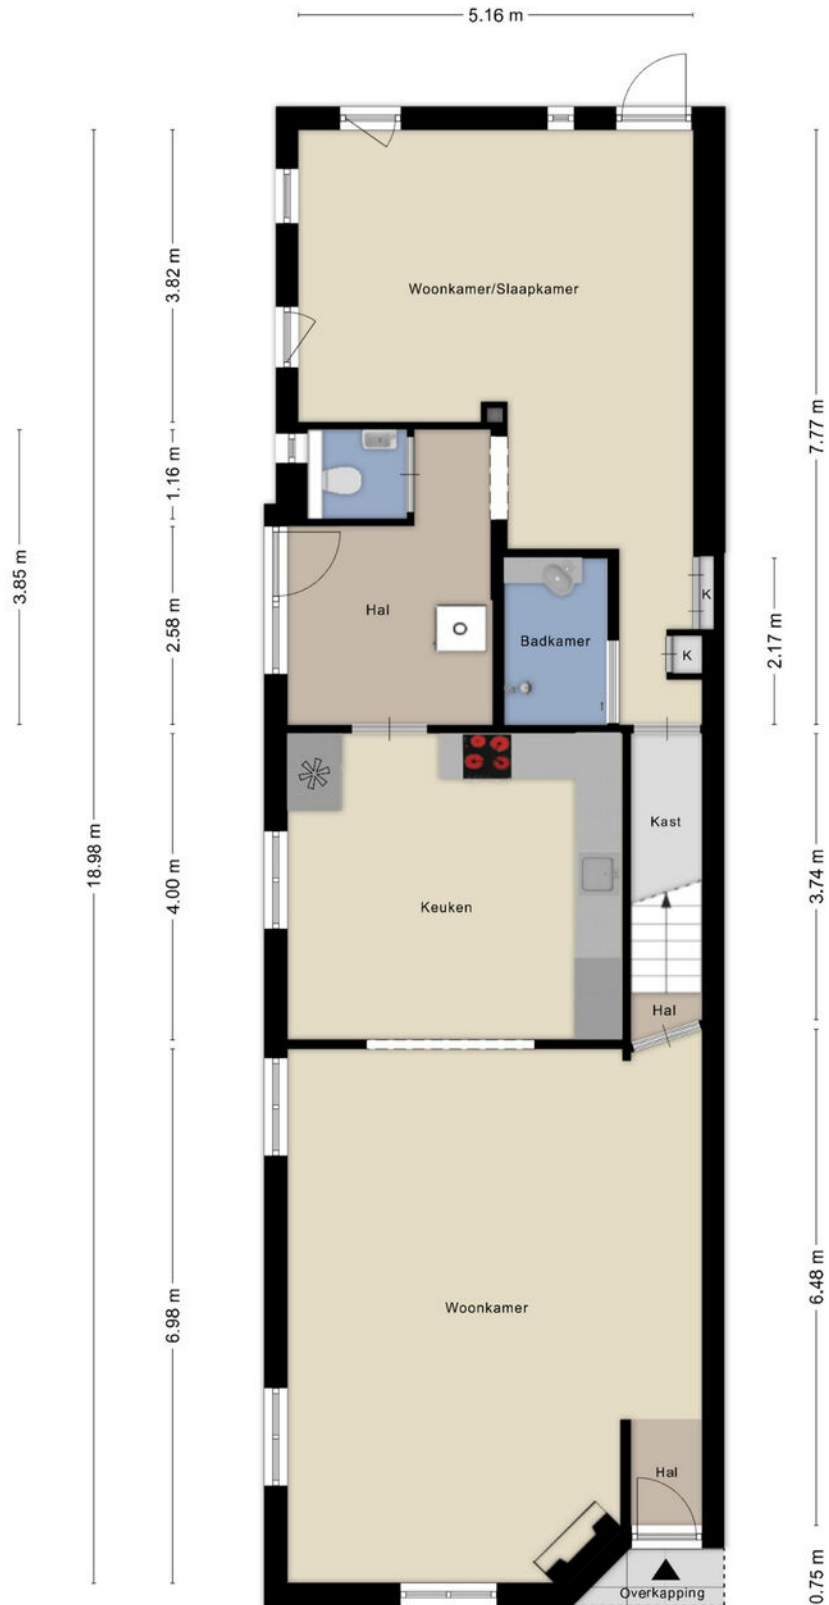 5.16 m
3.82 m
Woonkamer/Slaapkamer
7.77 m
1.16 m
3.85 m
2.58 m
Hal
Badkamer
K
K
2.17 m
18.98 m
4.00 m
Kast
3.74 m
Keuken
Hal
6.98 m
Woonkamer
6.48 m
Hal
Overkapping
0.75 m